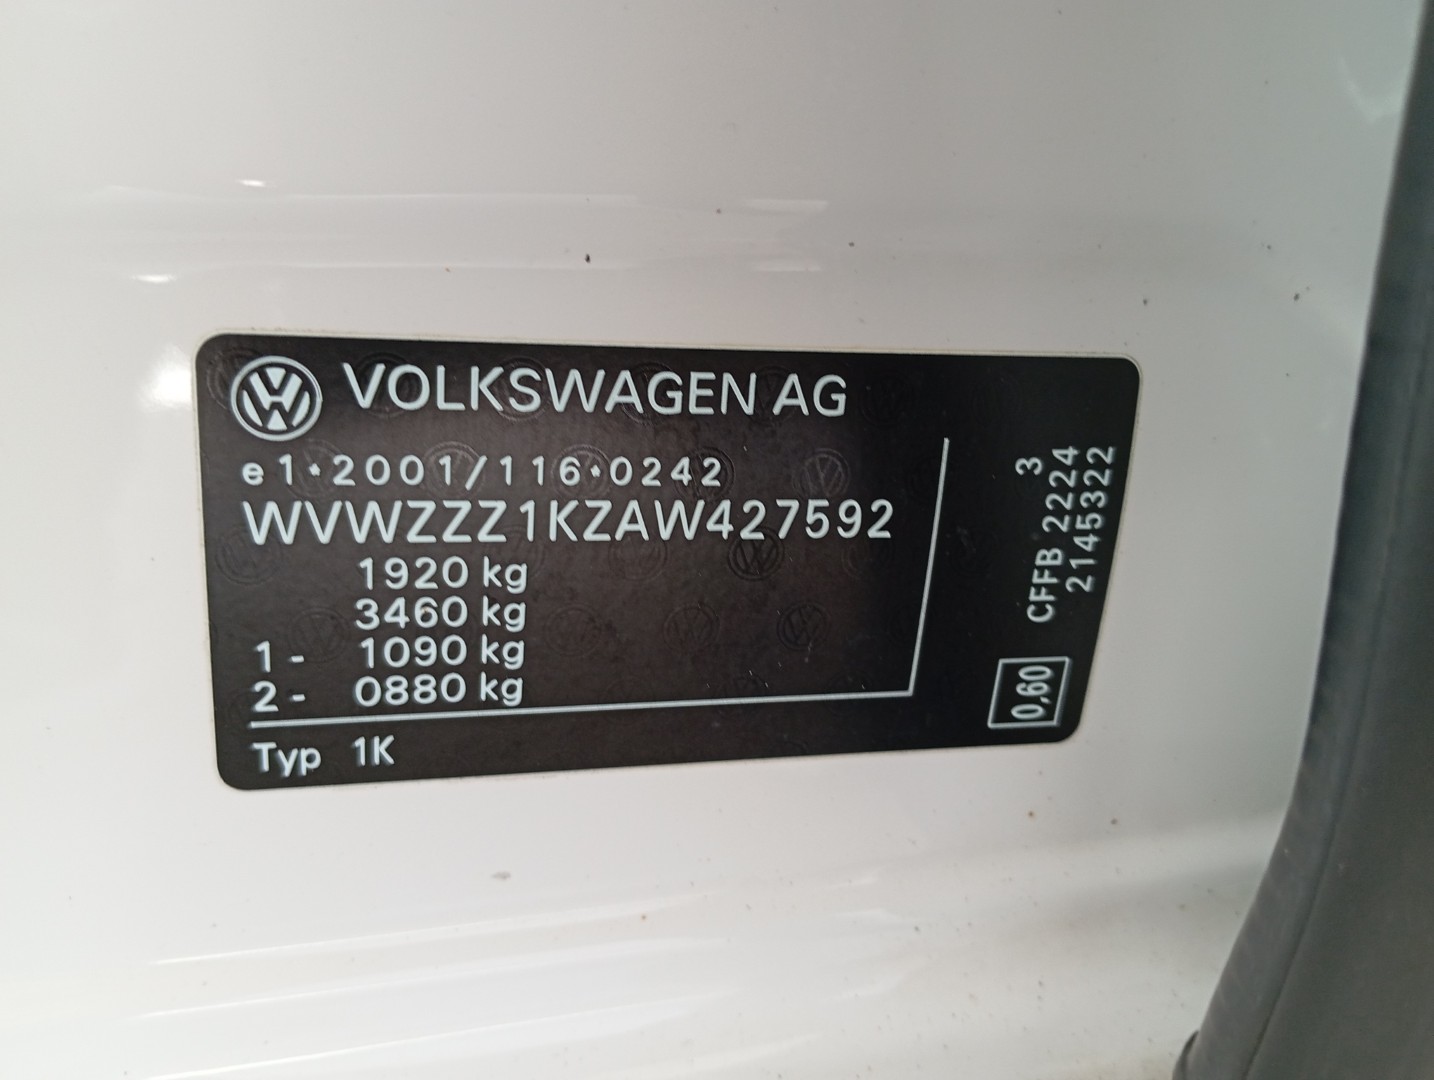 VOLKSWAGEN AG
e1*2001/116*0242
WVWZZZ1KZAW427592
1920 kg
3460 kg
1- 1090 kg
2- 0880 kg
Typ 1K
3
CFFB 2224
2145322
0,60